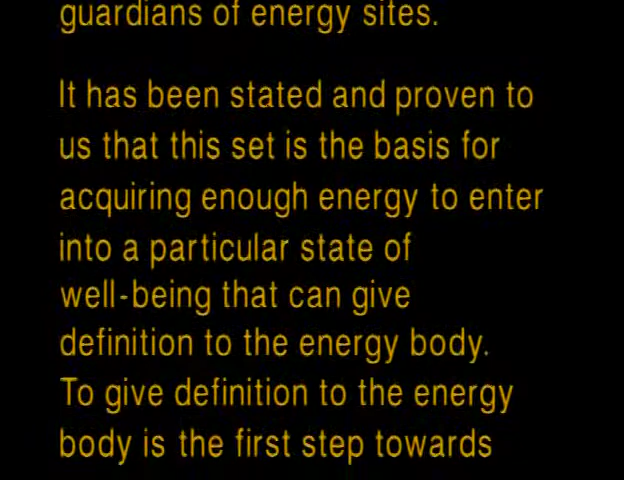 guardians of energy sites.
It has been stated and proven to
us that this set is the basis for
acquiring enough energy to enter
into a particular state of
well-being that can give
definition to the energy body.
To give definition to the energy
body is the first step towards